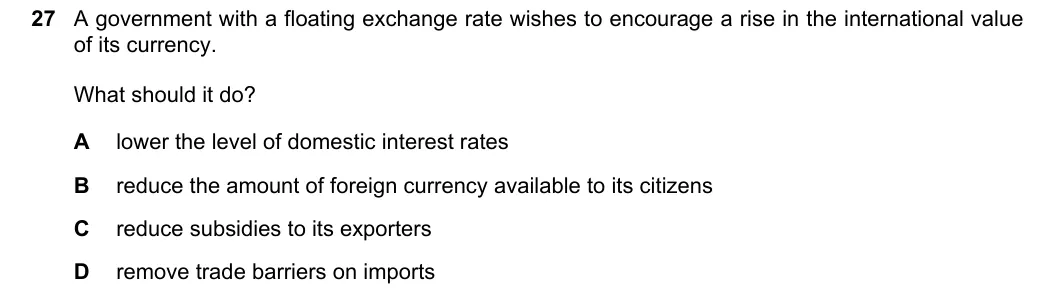 27 A government with a floating exchange rate wishes to encourage a rise in the international value
of its currency.
What should it do?
A lower the level of domestic interest rates
B reduce the amount of foreign currency available to its citizens
C reduce subsidies to its exporters
D remove trade barriers on imports